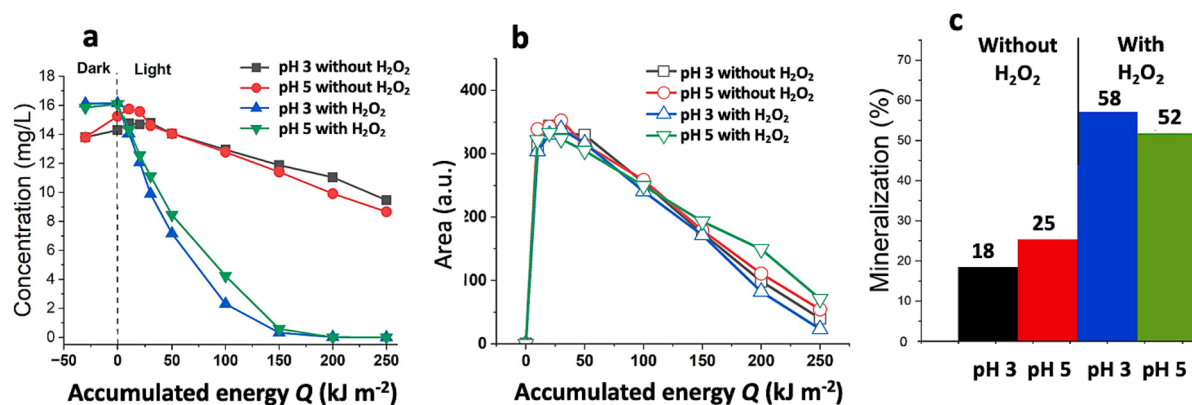 a
Dark
Light
pH 3 without H₂O₂
pH 5 without H₂O₂
pH 3 with H₂O₂
pH 5 with H₂O₂
Concentration (mg/L)
18
16
14
12
10
8
6
4
2
0
−50
0
50
100
150
200
250
Accumulated energy Q (kJ m⁻²)
b
pH 3 without H₂O₂
pH 5 without H₂O₂
pH 3 with H₂O₂
pH 5 with H₂O₂
Area (a.u.)
400
300
200
100
0
0
50
100
150
200
250
Accumulated energy Q (kJ m⁻²)
c
Without
H₂O₂
With
H₂O₂
Mineralization (%)
70
60
50
40
30
20
10
0
18
25
58
52
pH 3
pH 5
pH 3
pH 5